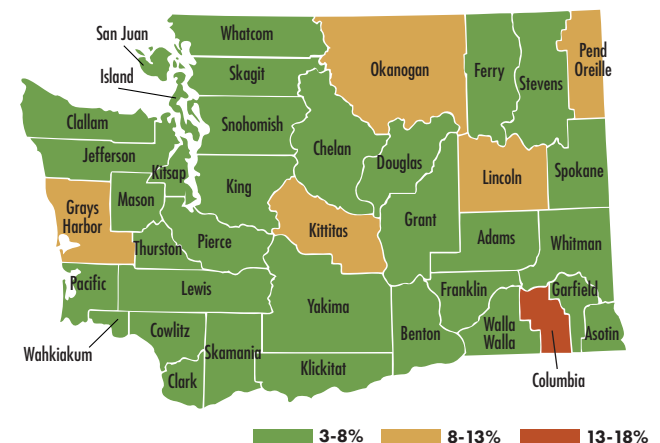 San Juan
Island
Whatcom
Skagit
Snohomish
Okanogan
Ferry
Stevens
Pend
Oreille
Clallam
Jefferson
Kitsap
Chelan
Douglas
Lincoln
Spokane
Grays
Harbor
Mason
King
Kittitas
Grant
Thurston
Pierce
Adams
Whitman
Pacific
Lewis
Yakima
Franklin
Garfield
Wahkiakum
Cowlitz
Skamania
Benton
Walla
Walla
Asotin
Clark
Klickitat
Columbia
3-8%
8-13%
13-18%